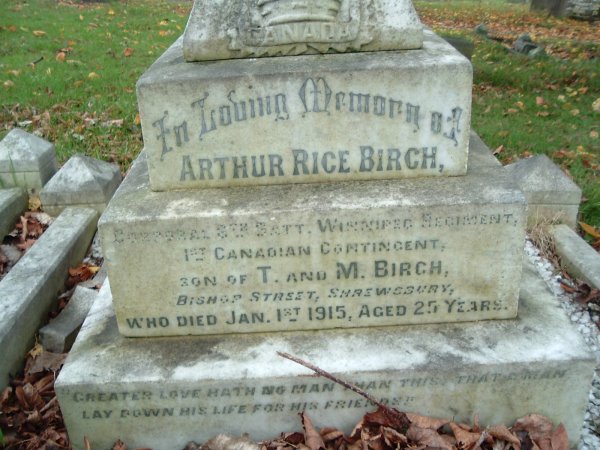 CANADA
In Loving Memory of
ARTHUR RICE BIRCH,
CORPORAL 8TH BATT, WINNIPEG REGIMENT,
1ST CANADIAN CONTINGENT,
SON OF T. AND M. BIRCH,
BISHOP STREET, SHREWSBURY,
WHO DIED JAN. 1ST 1915, AGED 25 YEARS.
"GREATER LOVE HATH NO MAN THAN THIS, THAT A MAN
LAY DOWN HIS LIFE FOR HIS FRIENDS."